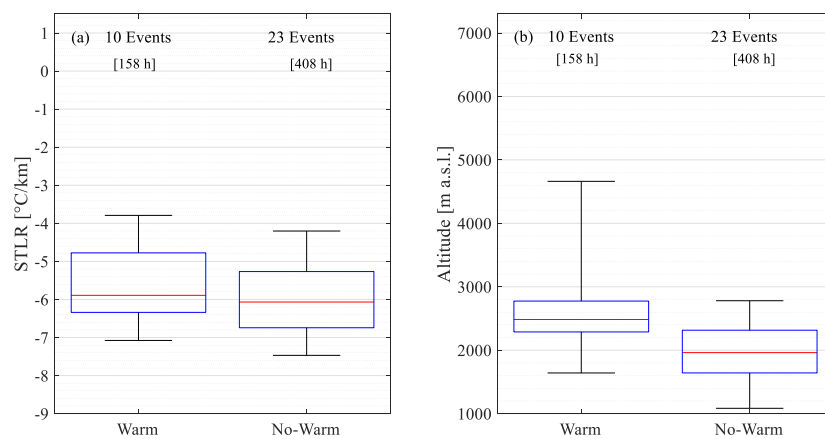 (a) 10 Events 23 Events
[158 h] [408 h]
1
0
-1
-2
-3
-4
-5
-6
-7
-8
-9
STLR [°C/km]
Warm No-Warm
(b) 10 Events 23 Events
[158 h] [408 h]
7000
6000
5000
4000
3000
2000
1000
Altitude [m a.s.l.]
Warm No-Warm